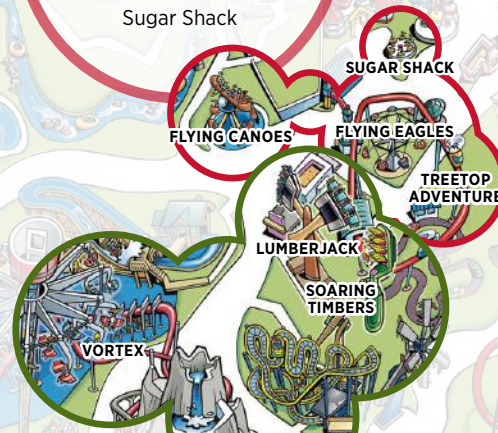 Sugar Shack
SUGAR SHACK
FLYING CANOES
FLYING EAGLES
TREETOP
ADVENTURE
LUMBERJACK
SOARING
TIMBERS
VORTEX